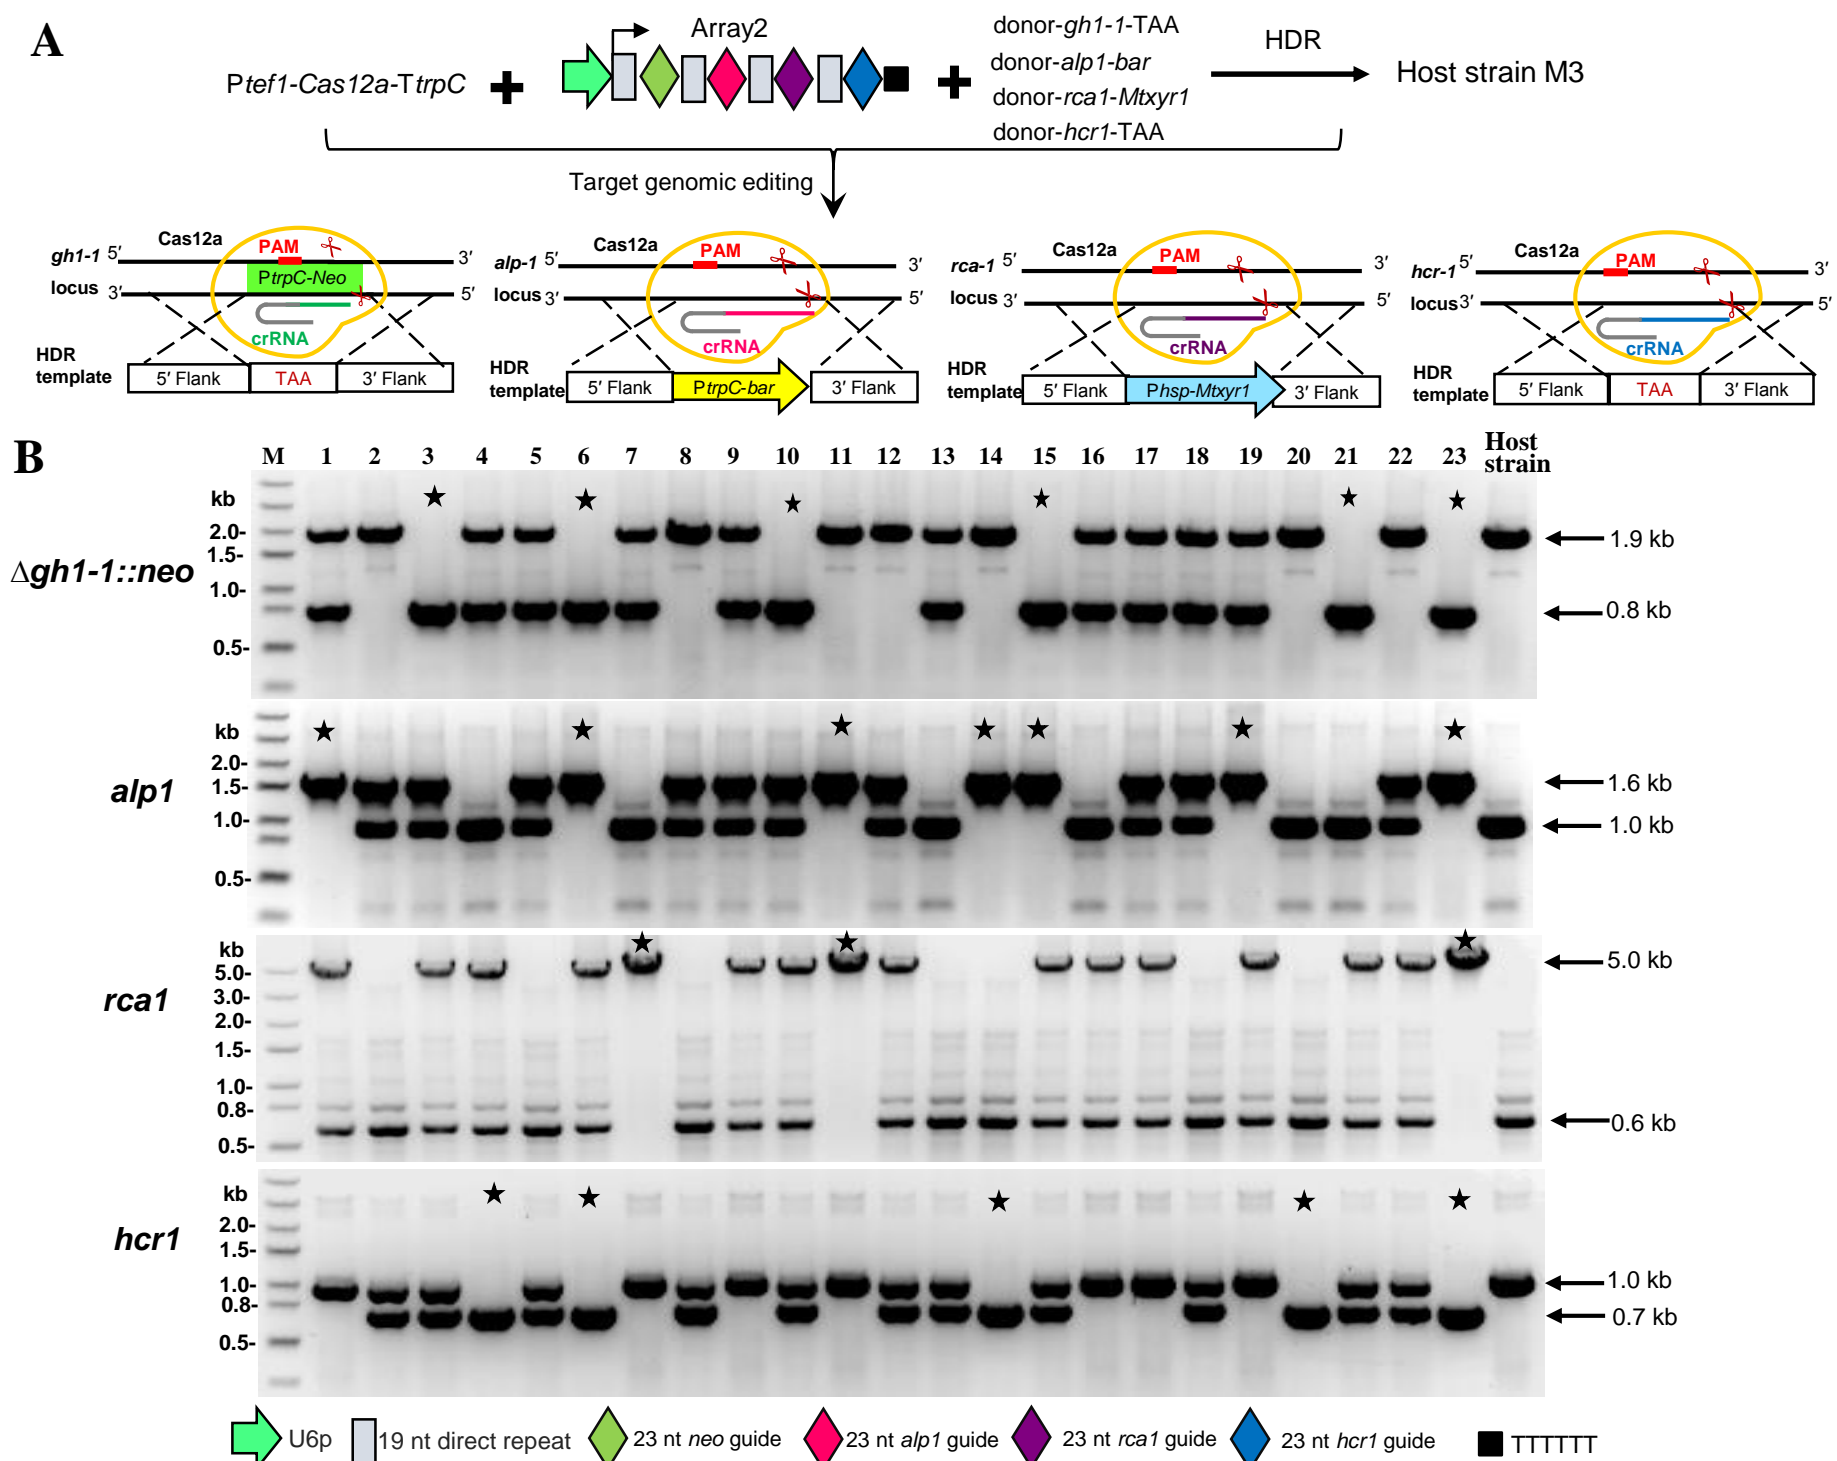 A
Ptef1-Cas12a-TtrpC
Array2
donor-gh1-1-TAA
donor-alp1-bar
donor-rca1-Mtxyr1
donor-hcr1-TAA
HDR
Host strain M3
Target genomic editing
gh1-1 5′ Cas12a PAM 3′
PtrpC-Neo
locus 3′ 5′
crRNA
HDR
template 5′ Flank TAA 3′ Flank
alp-1 5′ Cas12a PAM 3′
locus 3′ 5′
crRNA
HDR
template 5′ Flank PtrpC-bar 3′ Flank
rca-1 5′ Cas12a PAM 3′
locus 3′ 5′
crRNA
HDR
template 5′ Flank Phsp-Mtxyr1 3′ Flank
hcr-1 5′ Cas12a PAM 3′
locus 3′ 5′
crRNA
HDR
template 5′ Flank TAA 3′ Flank
B
M 1 2 3 4 5 6 7 8 9 10 11 12 13 14 15 16 17 18 19 20 21 22 23 Host
strain
kb
2.0-
1.5-
1.0-
0.5-
Δgh1-1::neo
1.9 kb
0.8 kb
kb
2.0-
1.5-
1.0-
0.5-
alp1
1.6 kb
1.0 kb
kb
5.0-
3.0-
2.0-
1.5-
1.0-
0.8-
0.5-
rca1
5.0 kb
0.6 kb
kb
2.0-
1.5-
1.0-
0.8-
0.5-
hcr1
1.0 kb
0.7 kb
U6p 19 nt direct repeat 23 nt neo guide 23 nt alp1 guide 23 nt rca1 guide 23 nt hcr1 guide TTTTTT